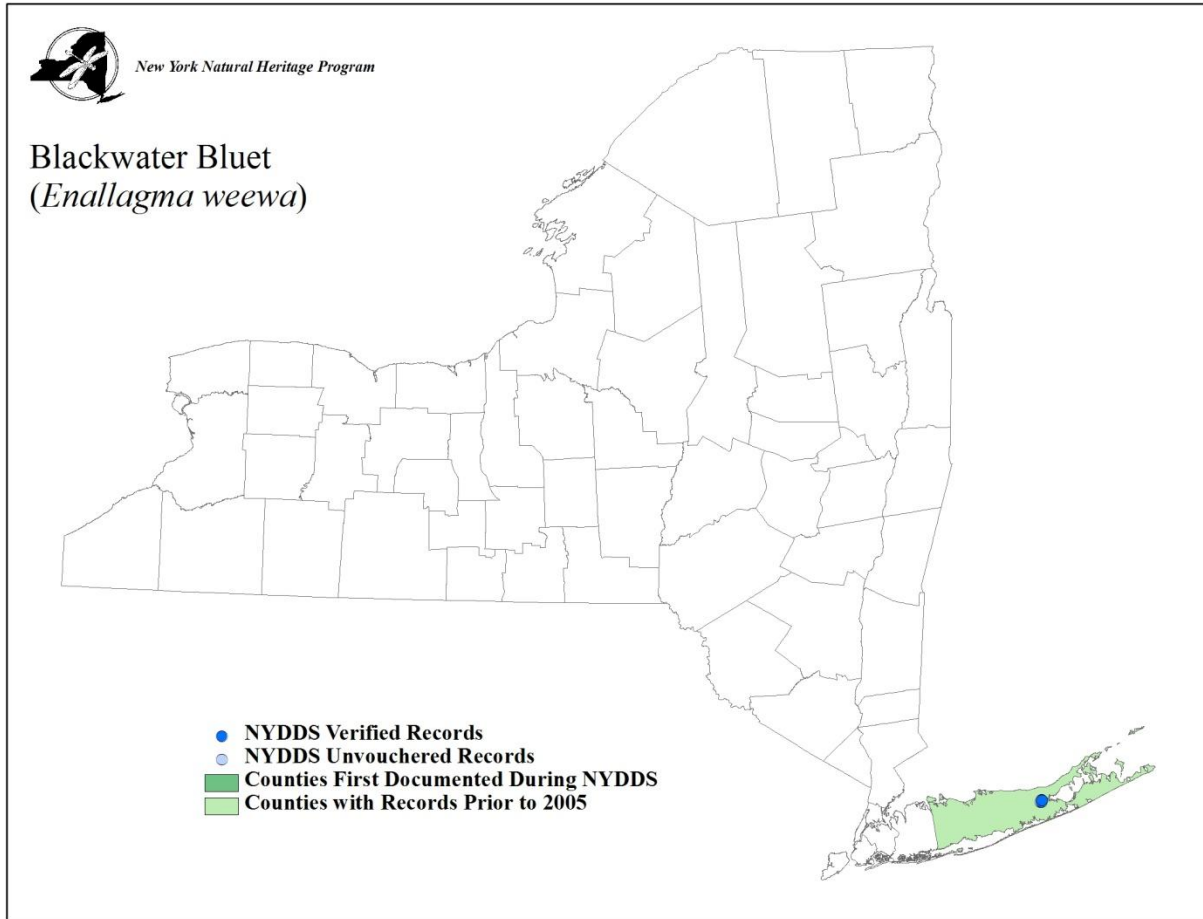 New York Natural Heritage Program
Blackwater Bluet
(Enallagma weewa)
NYDDS Verified Records
NYDDS Unvouchered Records
Counties First Documented During NYDDS
Counties with Records Prior to 2005